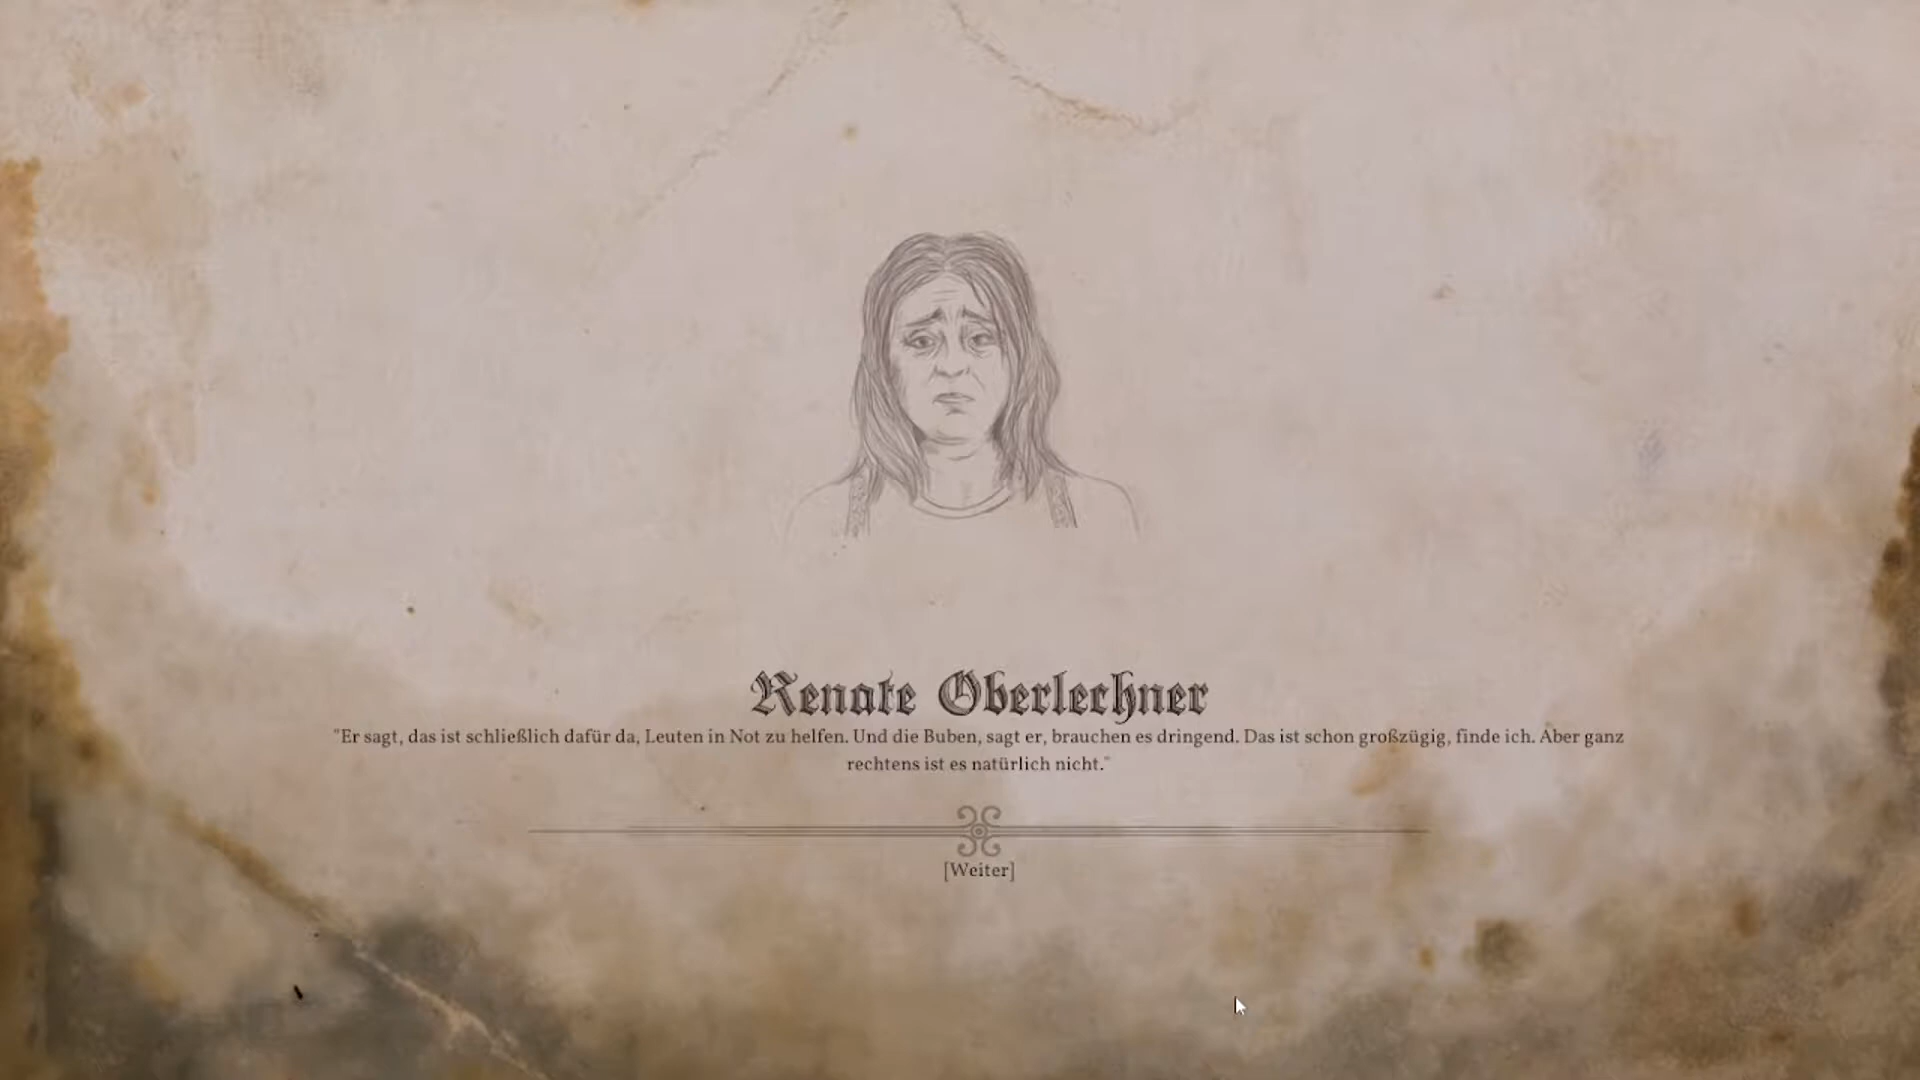 Renate Oberlechner
"Er sagt, das ist schließlich dafür da, Leuten in Not zu helfen. Und die Buben, sagt er, brauchen es dringend. Das ist schon großzügig, finde ich. Aber ganz
rechtens ist es natürlich nicht."
[Weiter]